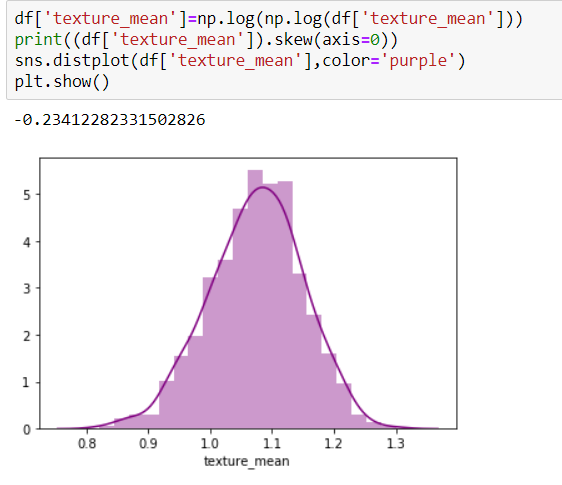 df['texture_mean']=np.log(np.log(df['texture_mean']))
print((df['texture_mean']).skew(axis=0))
sns.distplot(df['texture_mean'],color='purple')
plt.show()
-0.23412282331502826
5
4
3
2
1
0
0.8 0.9 1.0 1.1 1.2 1.3
texture_mean